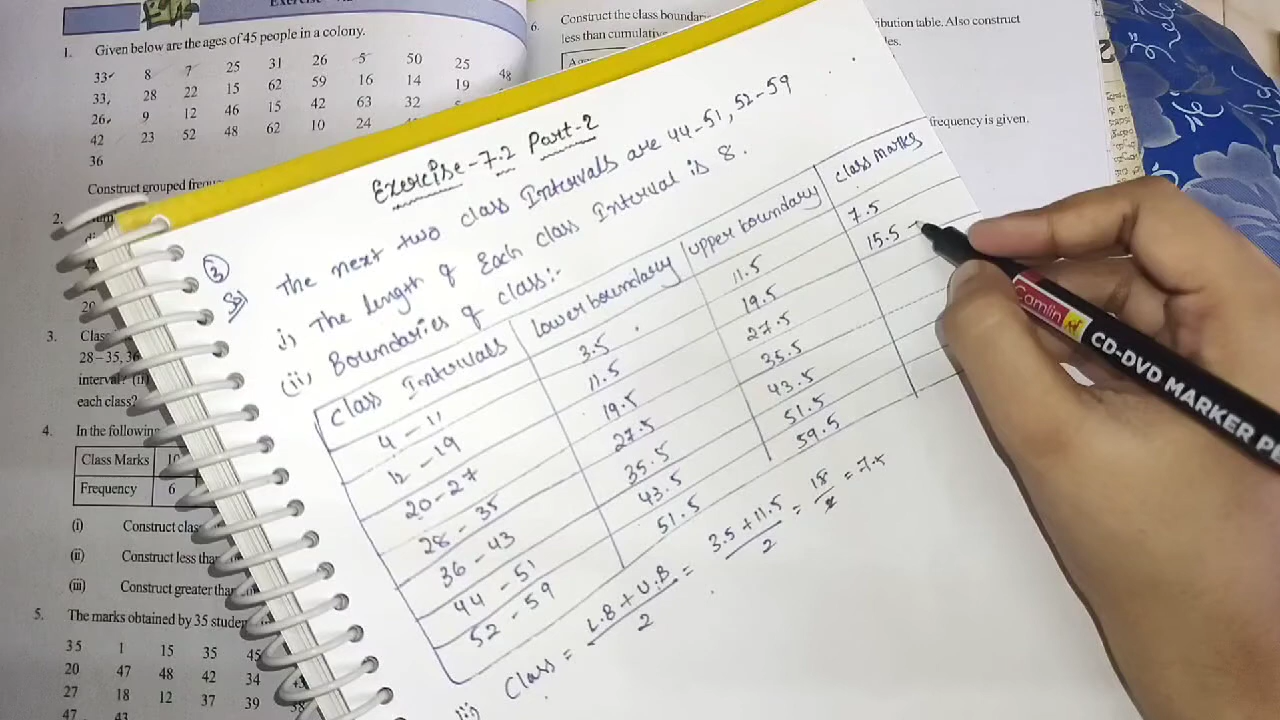 1. Given below are the ages of 45 people in a colony.
33 8 7 25 31 26 5 50 25
33, 28 22 15 62 59 16 14 19 48
26 9 12 46 15 42 63 32
42 23 52 48 62 10 24
36
Construct grouped
2.
20
3. Clas
28 – 35, 36
interval? (ii)
each class?
4. In the following
Class Marks 10
Frequency 6
(i) Construct clas
(ii) Construct less tha
(iii) Construct greater tha
5. The marks obtained by 35 stude
35 1 15 35 45
20 47 48 42 34
27 18 12 37 39
47 43 38
6. Construct the class boundar
less than cumulative
ribution table. Also construct
les.
frequency is given.
Exercise - 7.2 Part-2
3
Sol The next two class Intervals are 44-51, 52-59
i) The length of Each class Interval is 8.
(ii) Boundaries of class:-
Class Intervals lower boundary upper boundary class marks
4 - 11 3.5 11.5 7.5
12 - 19 11.5 19.5 15.5
20 - 27 19.5 27.5
28 - 35 27.5 35.5
36 - 43 35.5 43.5
44 - 51 43.5 51.5
52 - 59 51.5 59.5
Class = L.B + U.B / 2 = 3.5 + 11.5 / 2 = 18 / 2 = 7.5
Camlin CD-DVD MARKER PE